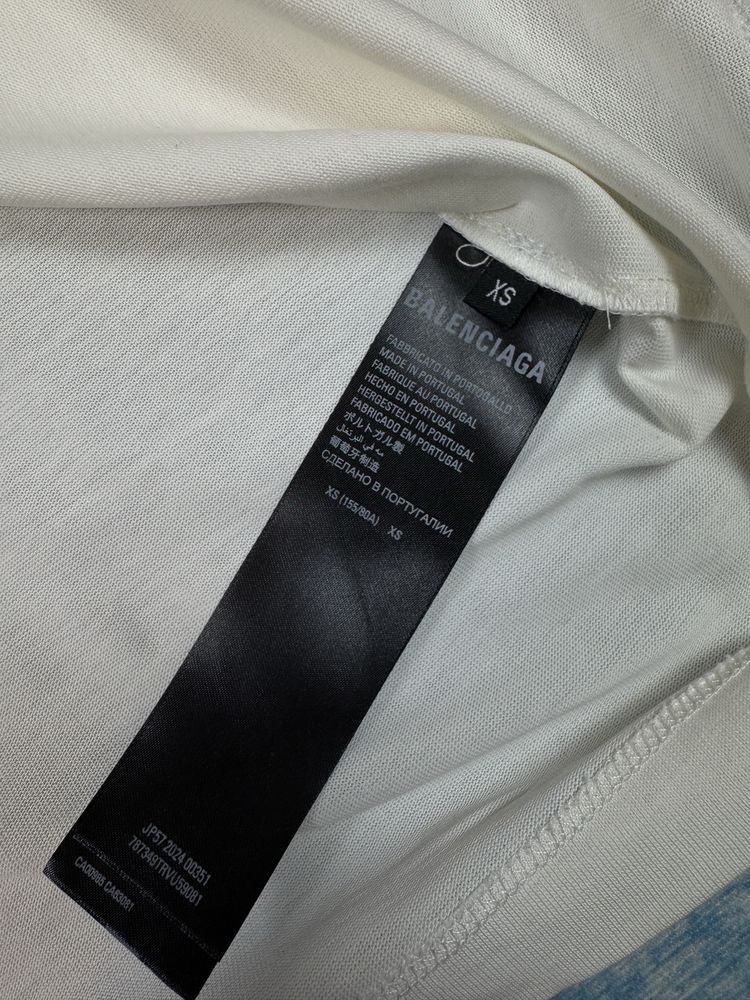 XS
BALENCIAGA
FABBRICATO IN PORTOGALLO
MADE IN PORTUGAL
FABRIQUE AU PORTUGAL
HECHO EN PORTUGAL
HERGESTELLT IN PORTUGAL
FABRICADO EM PORTUGAL
ポルトガル製
葡萄牙制造
СДЕЛАНО В ПОРТУГАЛИИ
XS (155/80A) XS
JP57 2024 00351
787349TRVU59081
CA00988 CA63091